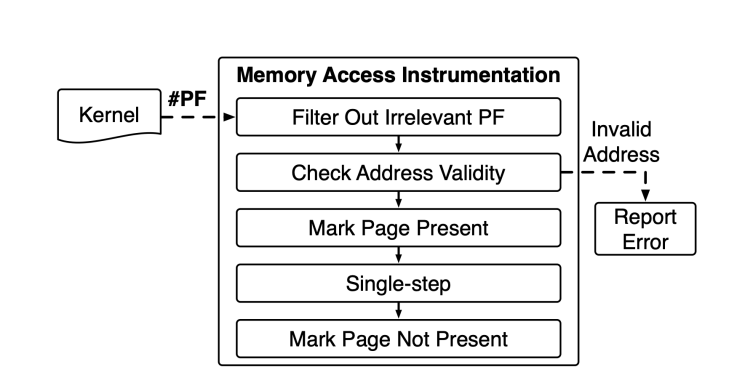 Memory Access Instrumentation
Kernel
#PF
Filter Out Irrelevant PF
Invalid
Address
Check Address Validity
Mark Page Present
Report
Error
Single-step
Mark Page Not Present